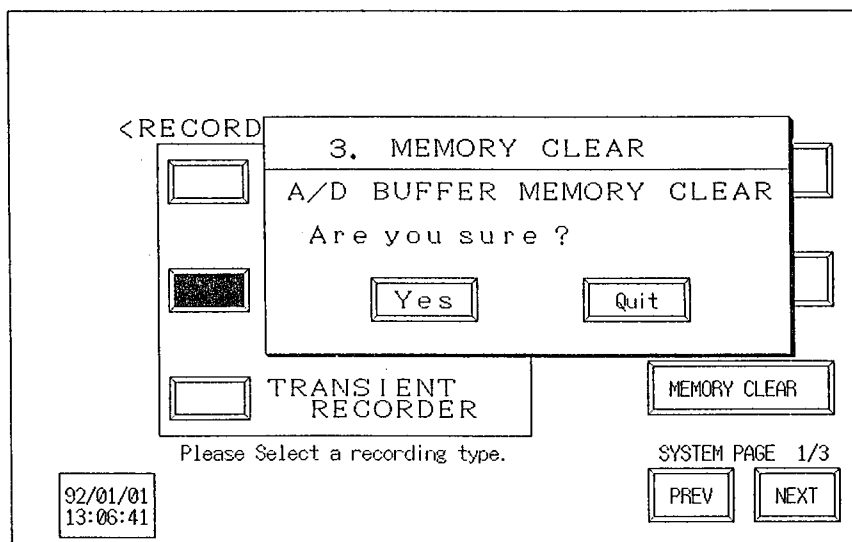 <RECORD
3. MEMORY CLEAR
A/D BUFFER MEMORY CLEAR
Are you sure ?
Yes
Quit
TRANSIENT
RECORDER
MEMORY CLEAR
Please Select a recording type.
SYSTEM PAGE 1/3
92/01/01
13:06:41
PREV
NEXT